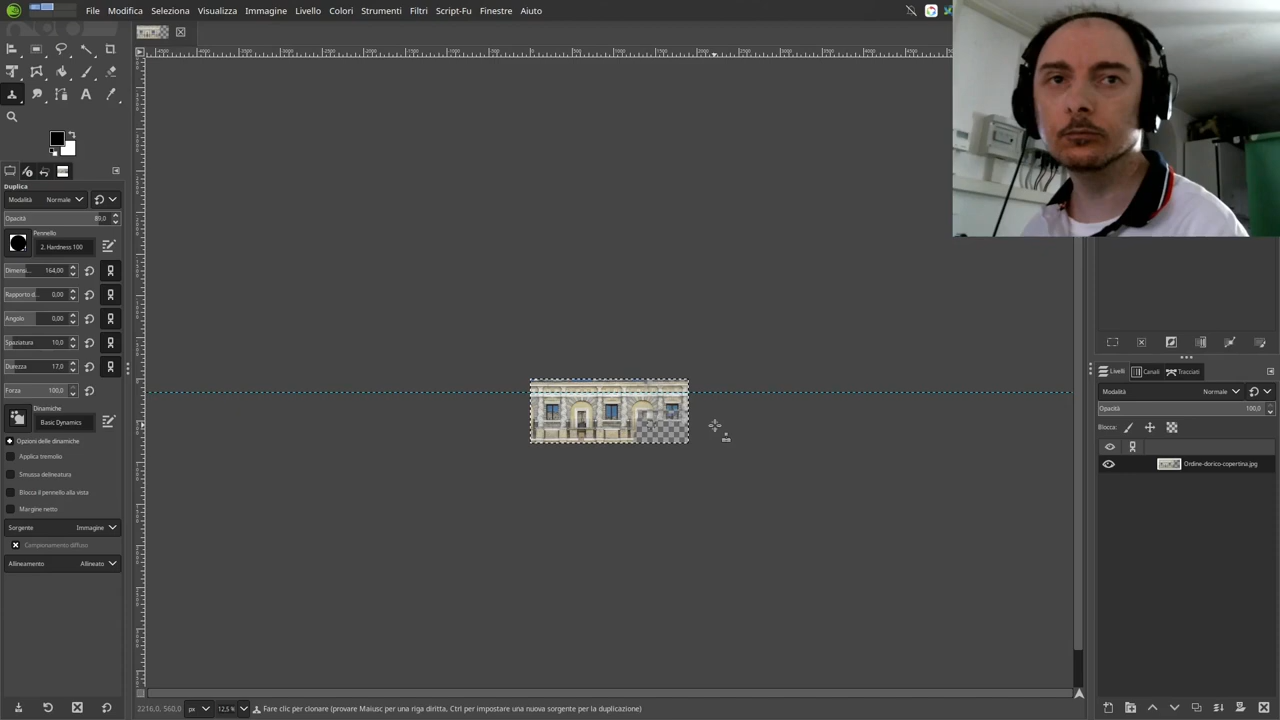 File Modifica Seleziona Visualizza Immagine Livello Colori Strumenti Filtri Script-Fu Finestre Aiuto
Duplica
Modalità Normale
Opacità 89,0
Pennello
2. Hardness 100
Dimensi... 164,00
Rapporto d... 0,00
Angolo 0,00
Spaziatura 10,0
Durezza 17,0
Forza 100,0
Dinamiche
Basic Dynamics
Opzioni delle dinamiche
Applica tremolio
Smussa delineatura
Blocca il pennello alla vista
Margine netto
Sorgente Immagine
Campionamento diffuso
Allineamento Allineato
Livelli Canali Tracciati
Modalità Normale
Opacità 100,0
Blocca:
Ordine-dorico-copertina.jpg
2216,0, 560,0 px 12,5 % Fare clic per clonare (provare Maiusc per una riga diritta, Ctrl per impostare una nuova sorgente per la duplicazione)